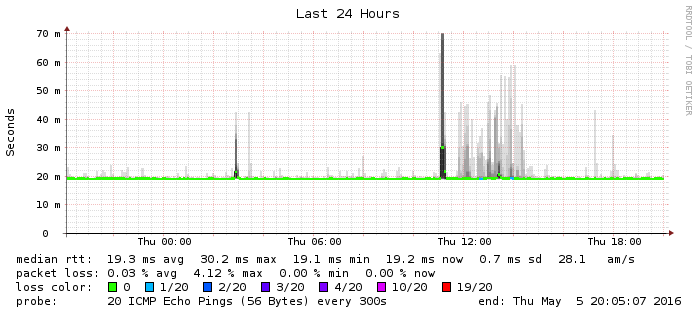 Last 24 Hours
RRDTOOL / TOBI OETIKER
Seconds
70 m
60 m
50 m
40 m
30 m
20 m
10 m
0
Thu 00:00 Thu 06:00 Thu 12:00 Thu 18:00
median rtt: 19.3 ms avg 30.2 ms max 19.1 ms min 19.2 ms now 0.7 ms sd 28.1 am/s
packet loss: 0.03 % avg 4.12 % max 0.00 % min 0.00 % now
loss color: 0 1/20 2/20 3/20 4/20 10/20 19/20
probe: 20 ICMP Echo Pings (56 Bytes) every 300s end: Thu May 5 20:05:07 2016